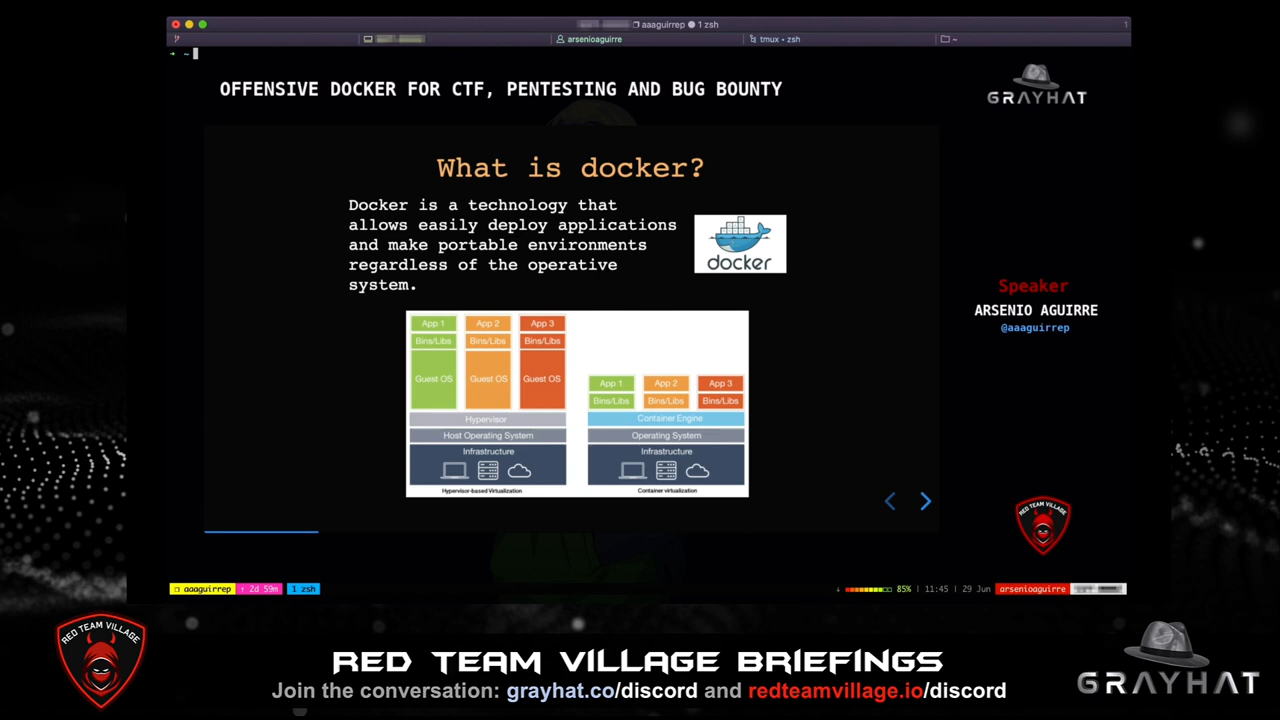 aaaguirrep ● 1 zsh
1
arsenioaguirre
tmux • zsh
~
→ ~
OFFENSIVE DOCKER FOR CTF, PENTESTING AND BUG BOUNTY
GRAYHAT
What is docker?
Docker is a technology that
allows easily deploy applications
and make portable environments
regardless of the operative
system.
docker
App 1
App 2
App 3
Bins/Libs
Bins/Libs
Bins/Libs
Guest OS
Guest OS
Guest OS
Hypervisor
Host Operating System
Infrastructure
Hypervisor-based Virtualization
App 1
App 2
App 3
Bins/Libs
Bins/Libs
Bins/Libs
Container Engine
Operating System
Infrastructure
Container virtualization
Speaker
ARSENIO AGUIRRE
@aaaguirrep
RED TEAM VILLAGE
aaaguirrep ↑ 2d 59m 1 zsh
↓ 85% | 11:45 | 29 Jun arsenioaguirre
RED TEAM VILLAGE
RED TEAM VILLAGE BRIEFINGS
Join the conversation: grayhat.co/discord and redteamvillage.io/discord
GRAYHAT